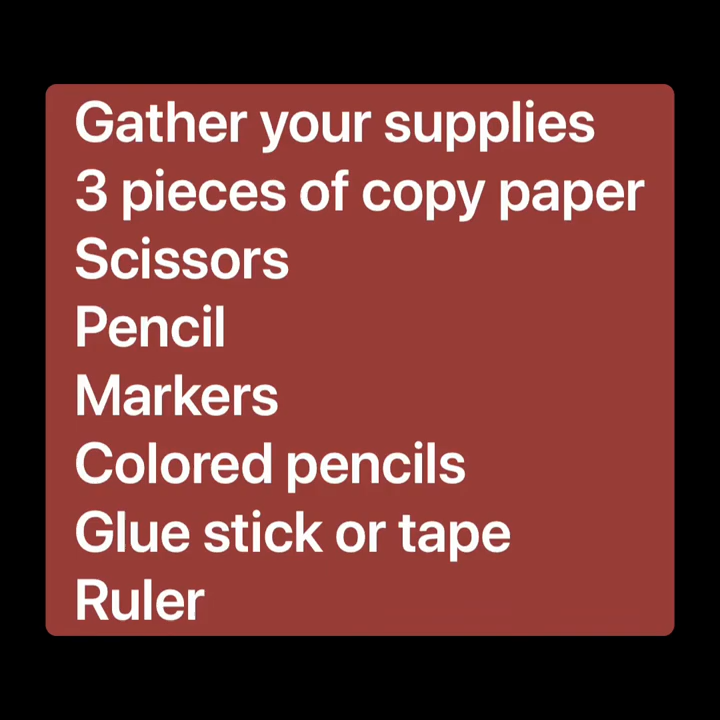 Gather your supplies
3 pieces of copy paper
Scissors
Pencil
Markers
Colored pencils
Glue stick or tape
Ruler